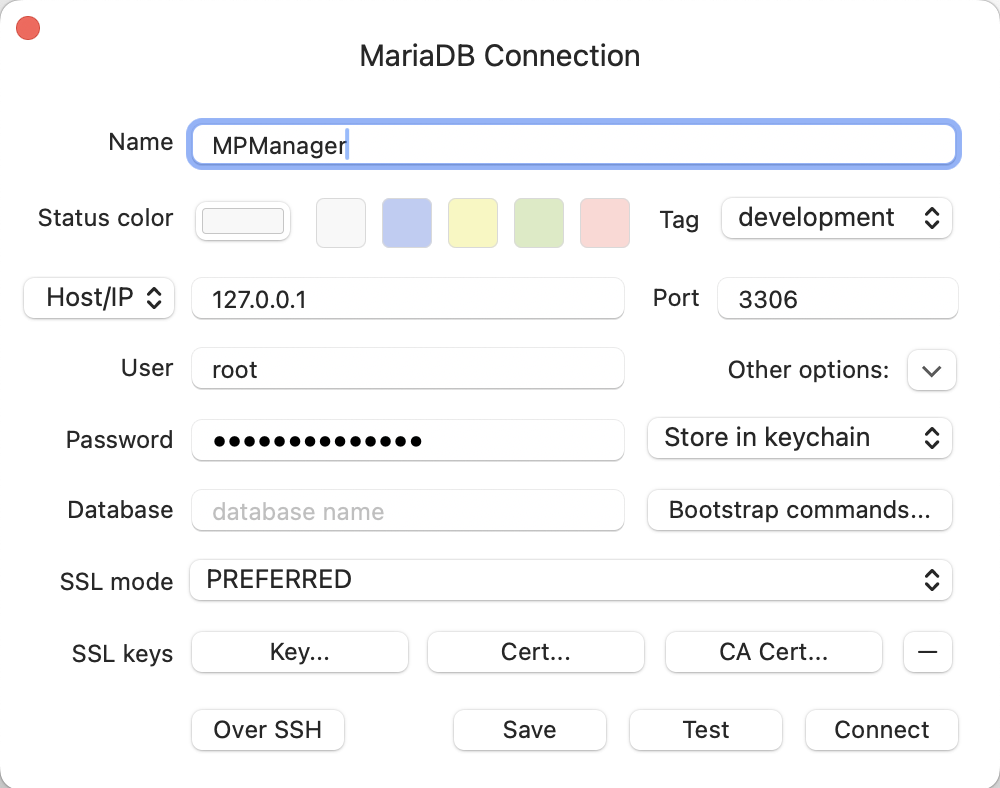 MariaDB Connection
Name MPManager
Status color Tag development
Host/IP 127.0.0.1 Port 3306
User root Other options:
Password ●●●●●●●●●●●●●● Store in keychain
Database database name Bootstrap commands...
SSL mode PREFERRED
SSL keys Key... Cert... CA Cert...
Over SSH Save Test Connect